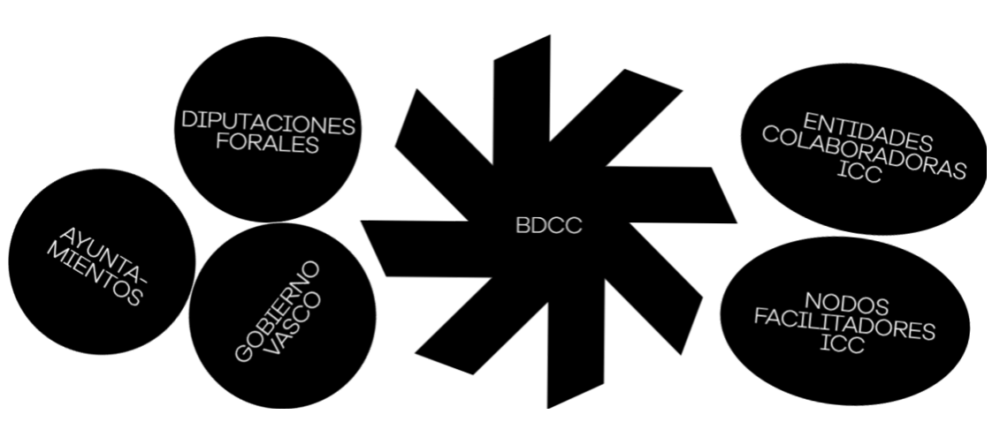 DIPUTACIONES
FORALES
AYUNTA-
MIENTOS
GOBIERNO
VASCO
BDCC
ENTIDADES
COLABORADORAS
ICC
NODOS
FACILITADORES
ICC